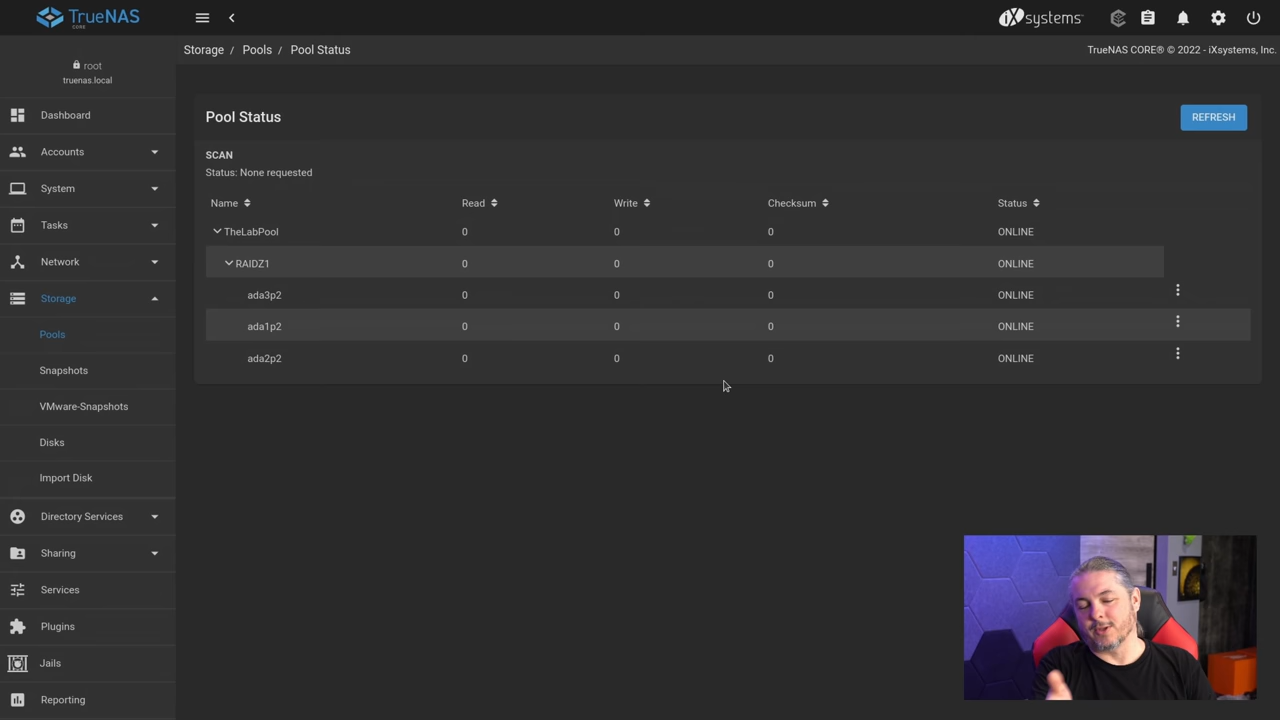 TrueNAS
CORE
iXsystems
root
truenas.local
Storage / Pools / Pool Status
TrueNAS CORE® © 2022 - iXsystems, Inc.
Dashboard
Accounts
System
Tasks
Network
Storage
Pools
Snapshots
VMware-Snapshots
Disks
Import Disk
Directory Services
Sharing
Services
Plugins
Jails
Reporting
Pool Status
REFRESH
SCAN
Status: None requested
Name Read Write Checksum Status
TheLabPool 0 0 0 ONLINE
RAIDZ1 0 0 0 ONLINE
ada3p2 0 0 0 ONLINE
ada1p2 0 0 0 ONLINE
ada2p2 0 0 0 ONLINE